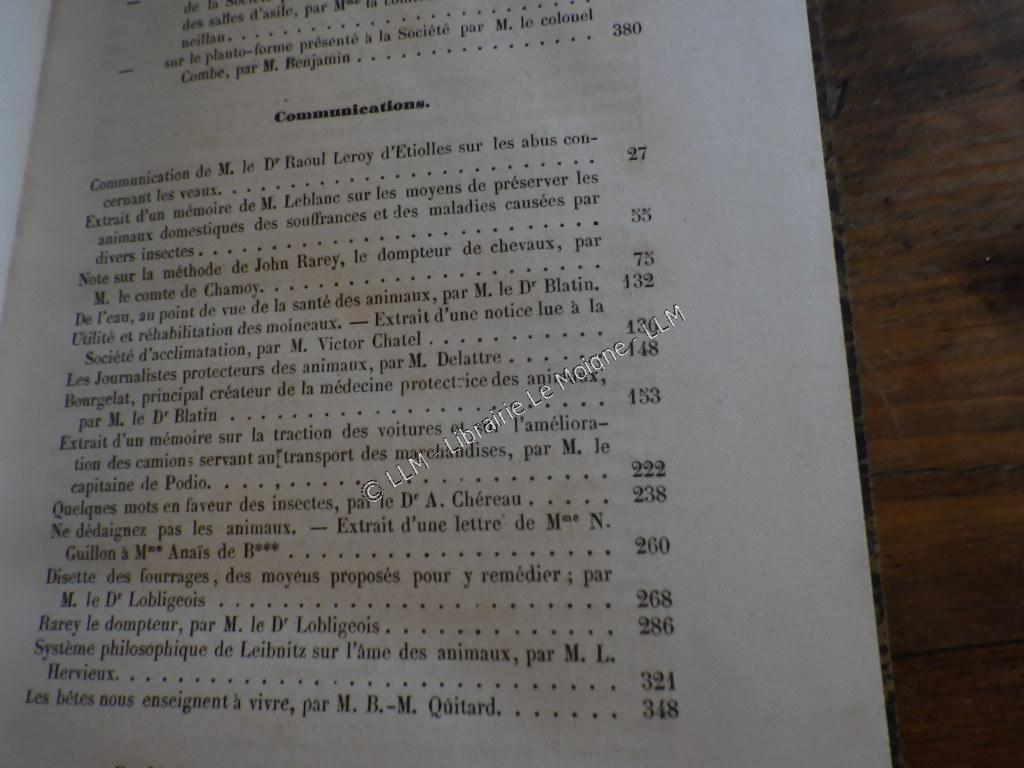 — de la Société
des salles d'asile, par Mme la
neillan. . . . . . . . . . . .
— sur le planto-forme présenté à la Société par M. le colonel
Combe, par M. Benjamin . . . . . . . . . . . . 380
Communications.
Communication de M. le Dr Raoul Leroy d'Etiolles sur les abus con-
cernant les veaux. . . . . . . . . . . . 27
Extrait d'un mémoire de M. Leblanc sur les moyens de préserver les
animaux domestiques des souffrances et des maladies causées par
divers insectes . . . . . . . . . . . . 55
Note sur la méthode de John Rarey, le dompteur de chevaux, par
M. le comte de Chamoy. . . . . . . . . . . . 75
De l'eau, au point de vue de la santé des animaux, par M. le Dr Blatin. 132
Utilité et réhabilitation des moineaux. — Extrait d'une notice lue à la
Société d'acclimatation, par M. Victor Chatel . . . . . . . .
Les Journalistes protecteurs des animaux, par M. Delattre . . . . 148
Bourgelat, principal créateur de la médecine protectrice des animaux,
par M. le Dr Blatin . . . . . . . . . . . . 153
Extrait d'un mémoire sur la traction des voitures et sur l'améliora-
tion des camions servant au transport des marchandises, par M. le
capitaine de Podio. . . . . . . . . . . . 222
Quelques mots en faveur des insectes, par le Dr A. Chéreau . . . . . 238
Ne dédaignez pas les animaux. — Extrait d'une lettre de Mme N.
Guillon à Mme Anaïs de B*** . . . . . . . . . . . . 260
Disette des fourrages, des moyeus proposés pour y remédier ; par
M. le Dr Lobligeois . . . . . . . . . . . . 268
Rarey le dompteur, par M. le Dr Lobligeois . . . . . . . . . . . 286
Système philosophique de Leibnitz sur l'âme des animaux, par M. L.
Hervieux. . . . . . . . . . . . 321
Les bêtes nous enseignent à vivre, par M. B.-M. Quitard. . . . . . . 348
© LLM - Librairie Le Moigne - LLM